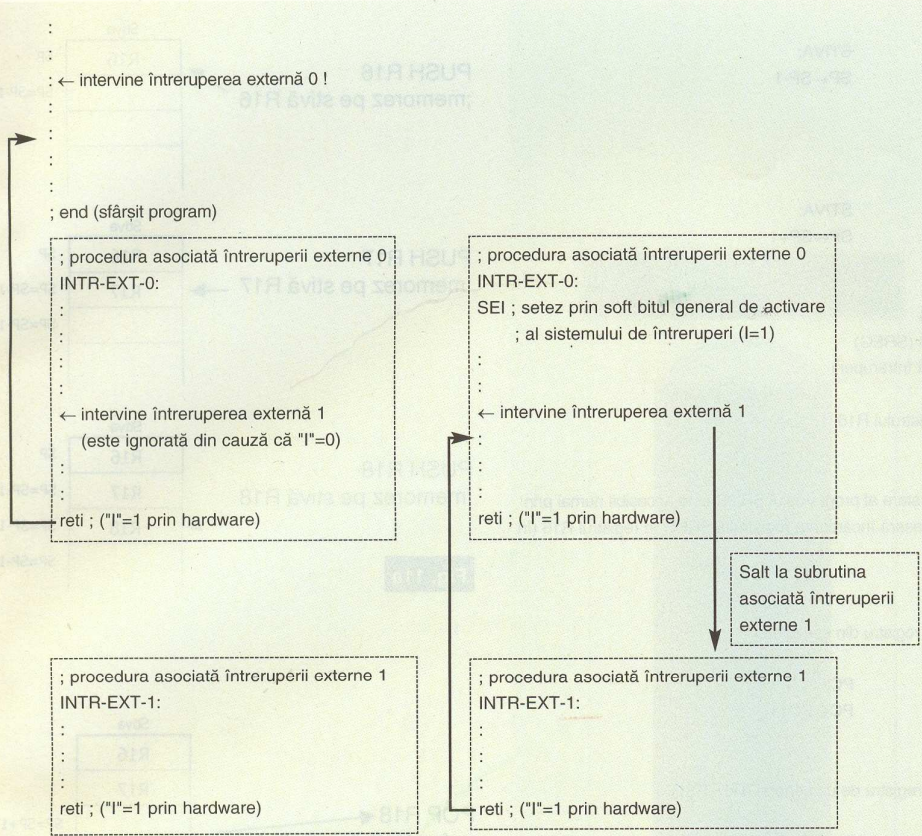 :
:
: ← intervine întreruperea externă 0 !
:
:
:
:
; end (sfârșit program)
; procedura asociată întreruperii externe 0
INTR-EXT-0:
:
:
:
:
← intervine întreruperea externă 1
(este ignorată din cauză că "I"=0)
:
:
reti ; ("I"=1 prin hardware)
; procedura asociată întreruperii externe 1
INTR-EXT-1:
:
:
:
reti ; ("I"=1 prin hardware)
; procedura asociată întreruperii externe 0
INTR-EXT-0:
SEI ; setez prin soft bitul general de activare
; al sistemului de întreruperi (I=1)
:
:
← intervine întreruperea externă 1
:
:
:
reti ; ("I"=1 prin hardware)
Salt la subrutina
asociată întreruperii
externe 1
; procedura asociată întreruperii externe 1
INTR-EXT-1:
:
:
:
reti ; ("I"=1 prin hardware)